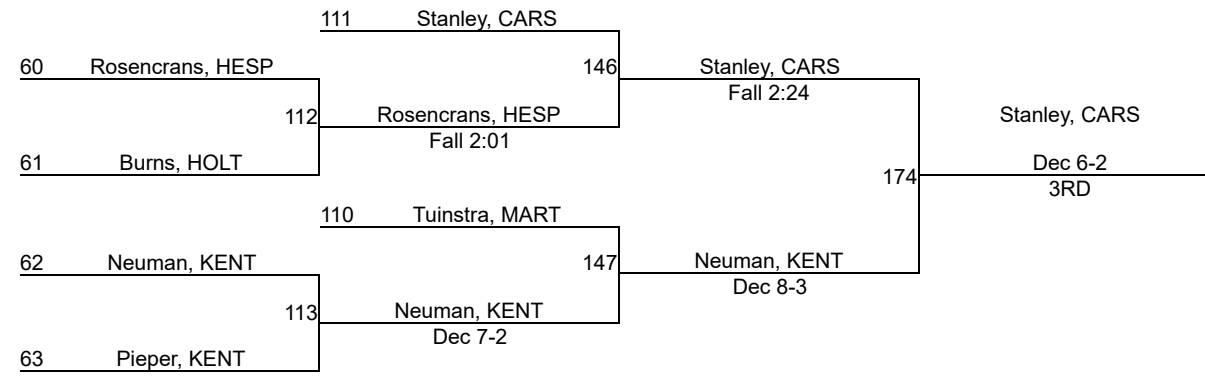 111 Stanley, CARS
60 Rosencrans, HESP
146 Stanley, CARS
Fall 2:24
112 Rosencrans, HESP
Fall 2:01
Stanley, CARS
61 Burns, HOLT
174 Dec 6-2
3RD
110 Tuinstra, MART
62 Neuman, KENT
147 Neuman, KENT
Dec 8-3
113 Neuman, KENT
Dec 7-2
63 Pieper, KENT